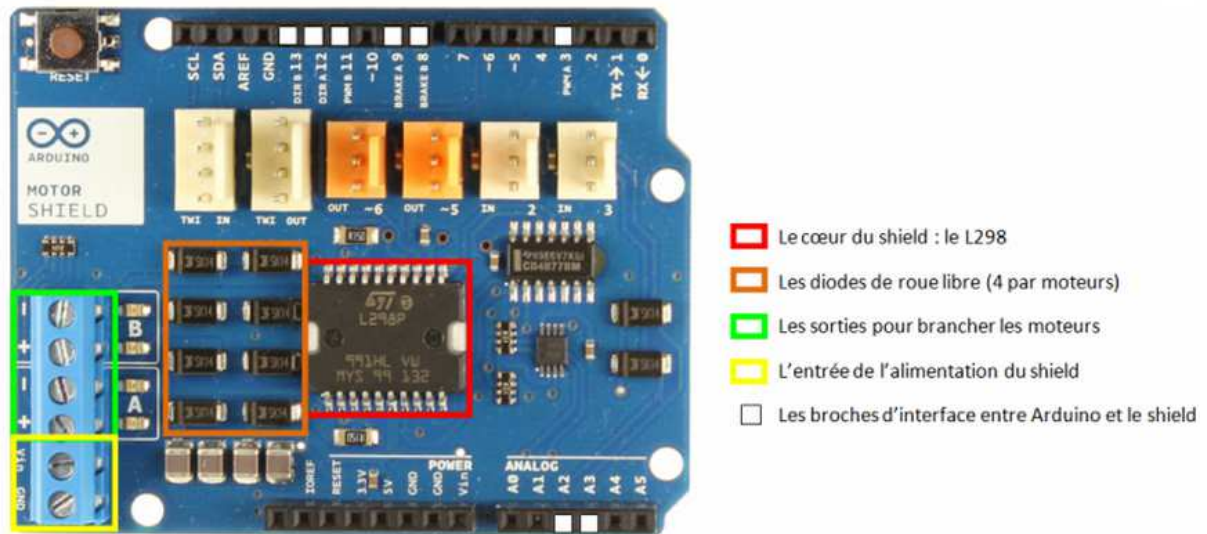 RESET
SCL
SDA
AREF
GND
DIR B 13
DIR A 12
PWM B 11
~10
BRAKE A 9
BRAKE B 8
7
~6
~5
4
PWM A 3
2
TX→ 1
RX← 0
ARDUINO
MOTOR
SHIELD
TWI IN
TWI OUT
OUT ~6
OUT ~5
IN 2
IN 3
L298P
B
A
- + - +
Vin
GND
IOREF
RESET
3.3V
5V
GND
GND
Vin
POWER
ANALOG
A0
A1
A2
A3
A4
A5
Le cœur du shield : le L298
Les diodes de roue libre (4 par moteurs)
Les sorties pour brancher les moteurs
L'entrée de l'alimentation du shield
Les broches d'interface entre Arduino et le shield